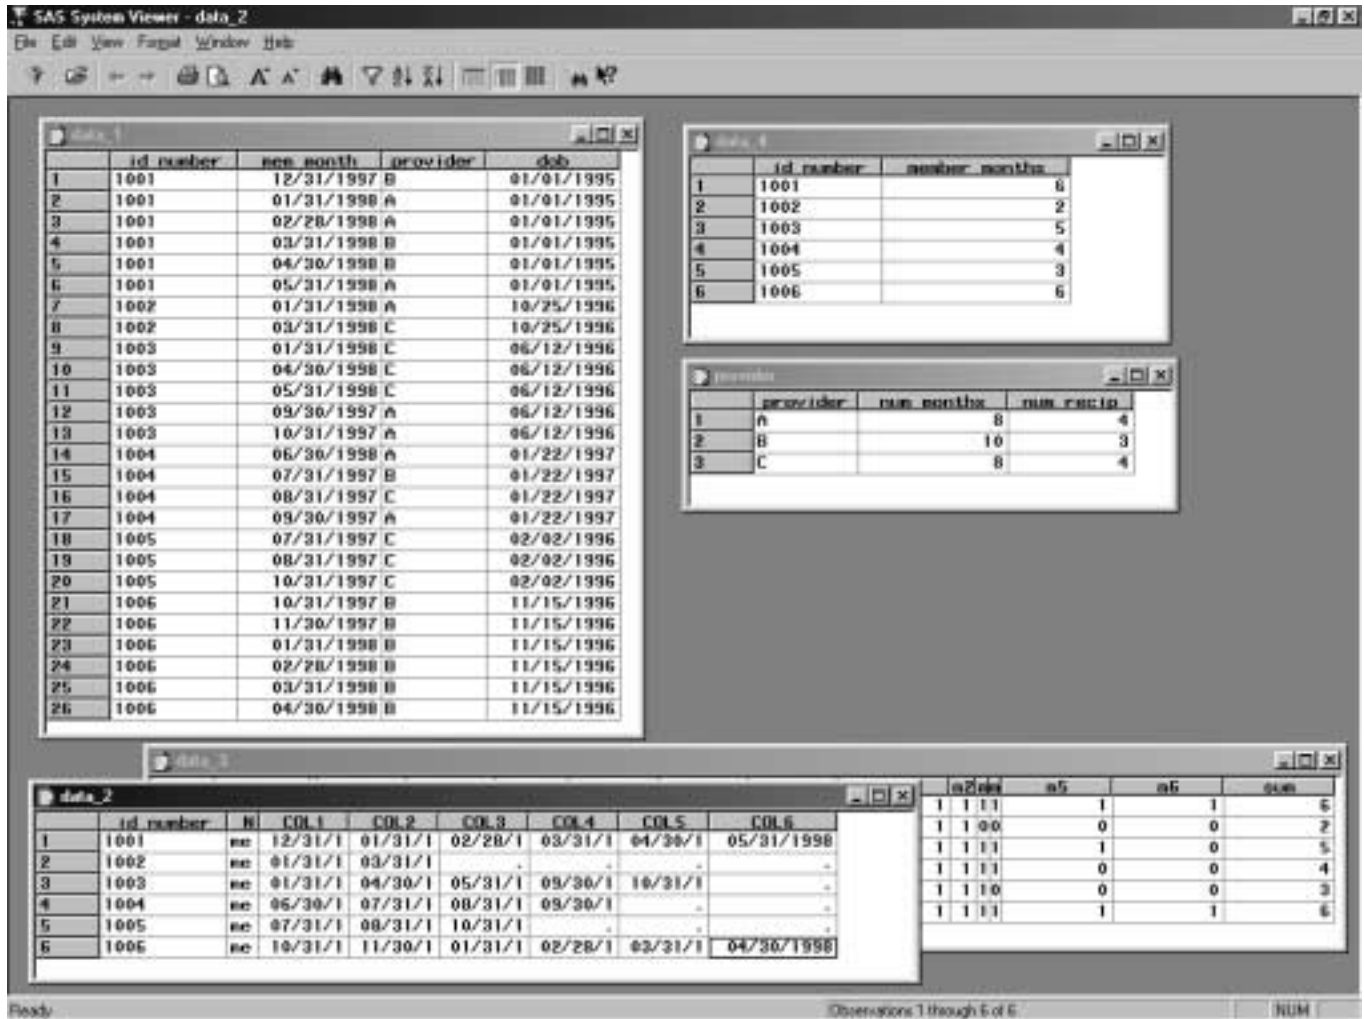 SAS System Viewer - data_2
File Edit View Format Window Help
data_1
id_number mem_month provider dob
1 1001 12/31/1997 B 01/01/1995
2 1001 01/31/1998 A 01/01/1995
3 1001 02/28/1998 A 01/01/1995
4 1001 03/31/1998 B 01/01/1995
5 1001 04/30/1998 B 01/01/1995
6 1001 05/31/1998 A 01/01/1995
7 1002 01/31/1998 A 10/25/1996
8 1002 03/31/1998 C 10/25/1996
9 1003 01/31/1998 C 06/12/1996
10 1003 04/30/1998 C 06/12/1996
11 1003 05/31/1998 C 06/12/1996
12 1003 09/30/1997 A 06/12/1996
13 1003 10/31/1997 A 06/12/1996
14 1004 06/30/1998 A 01/22/1997
15 1004 07/31/1997 B 01/22/1997
16 1004 08/31/1997 C 01/22/1997
17 1004 09/30/1997 A 01/22/1997
18 1005 07/31/1997 C 02/02/1996
19 1005 08/31/1997 C 02/02/1996
20 1005 10/31/1997 C 02/02/1996
21 1006 10/31/1997 B 11/15/1996
22 1006 11/30/1997 B 11/15/1996
23 1006 01/31/1998 B 11/15/1996
24 1006 02/28/1998 B 11/15/1996
25 1006 03/31/1998 B 11/15/1996
26 1006 04/30/1998 B 11/15/1996
data_4
id_number member_months
1 1001 6
2 1002 2
3 1003 5
4 1004 4
5 1005 3
6 1006 6
provider
provider num_months num_recip
1 A 8 4
2 B 10 3
3 C 8 4
data_3
m2 m5 m6 sum
1 1 1 1 1 1 6
1 1 0 0 0 0 2
1 1 1 1 1 0 5
1 1 1 1 0 0 4
1 1 1 0 0 0 3
1 1 1 1 1 1 6
data_2
id_number N COL1 COL2 COL3 COL4 COL5 COL6
1 1001 me 12/31/1 01/31/1 02/28/1 03/31/1 04/30/1 05/31/1998
2 1002 me 01/31/1 03/31/1 . . . .
3 1003 me 01/31/1 04/30/1 05/31/1 09/30/1 10/31/1 .
4 1004 me 06/30/1 07/31/1 08/31/1 09/30/1 . .
5 1005 me 07/31/1 08/31/1 10/31/1 . . .
6 1006 me 10/31/1 11/30/1 01/31/1 02/28/1 03/31/1 04/30/1998
Ready
Observations 1 through 6 of 6
NUM